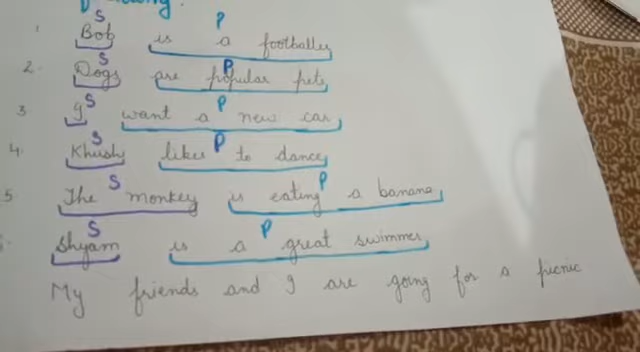 following:
S P
1. Bob is a footballer
S P
2. Dogs are popular pets
S P
3 I want a new car
S P
4. Khushi likes to dance
S P
5 The monkey is eating a banana
S P
Shyam is a great swimmer
My friends and I are going for a picnic